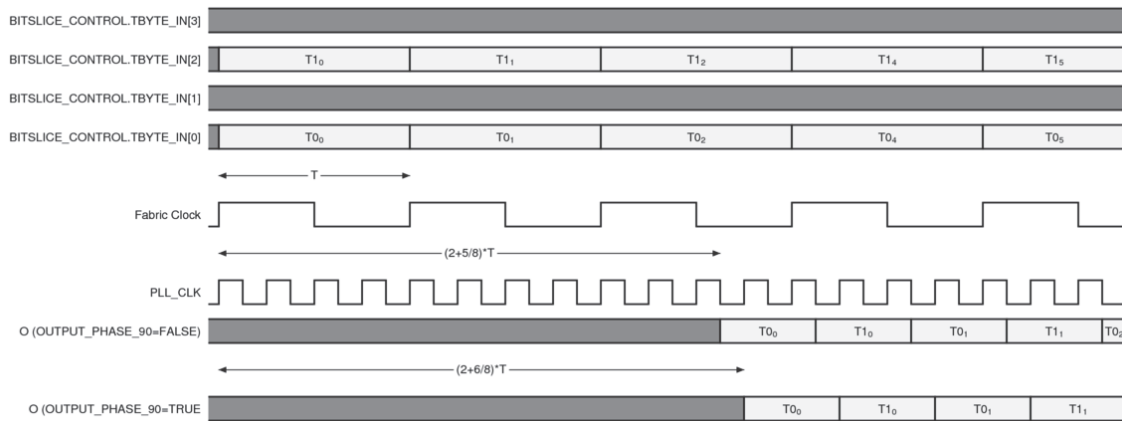 BITSLICE_CONTROL.TBYTE_IN[3]
BITSLICE_CONTROL.TBYTE_IN[2] T1₀ T1₁ T1₂ T1₄ T1₅
BITSLICE_CONTROL.TBYTE_IN[1]
BITSLICE_CONTROL.TBYTE_IN[0] T0₀ T0₁ T0₂ T0₄ T0₅
T
Fabric Clock
(2+5/8)*T
PLL_CLK
O (OUTPUT_PHASE_90=FALSE) T0₀ T1₀ T0₁ T1₁ T0₂
(2+6/8)*T
O (OUTPUT_PHASE_90=TRUE T0₀ T1₀ T0₁ T1₁